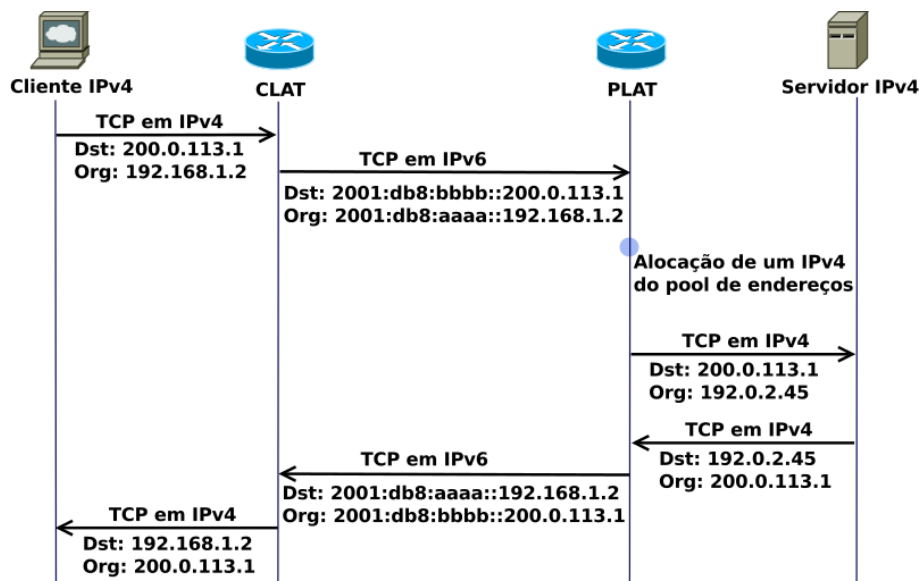 Cliente IPv4
CLAT
PLAT
Servidor IPv4
TCP em IPv4
Dst: 200.0.113.1
Org: 192.168.1.2
TCP em IPv6
Dst: 2001:db8:bbbb::200.0.113.1
Org: 2001:db8:aaaa::192.168.1.2
Alocação de um IPv4
do pool de endereços
TCP em IPv4
Dst: 200.0.113.1
Org: 192.0.2.45
TCP em IPv4
Dst: 192.0.2.45
Org: 200.0.113.1
TCP em IPv6
Dst: 2001:db8:aaaa::192.168.1.2
Org: 2001:db8:bbbb::200.0.113.1
TCP em IPv4
Dst: 192.168.1.2
Org: 200.0.113.1